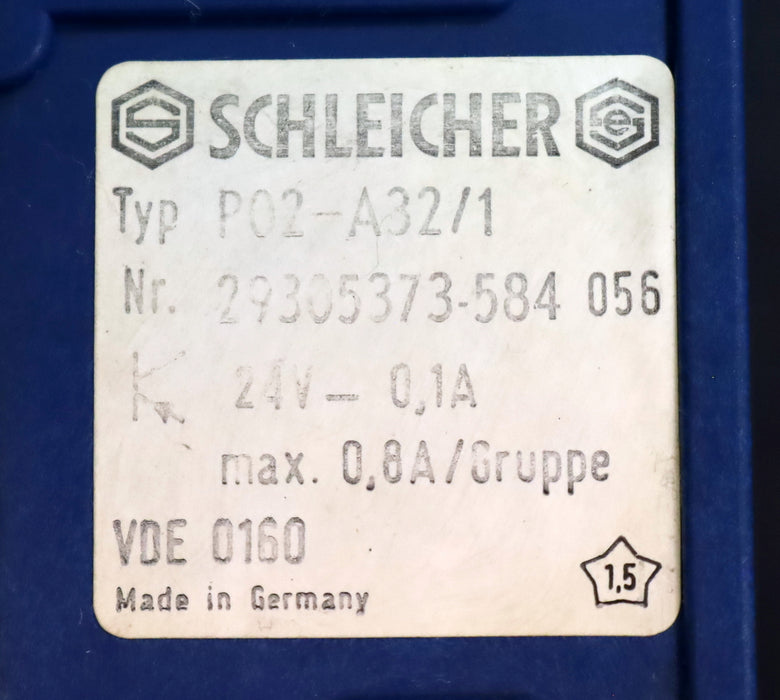 SCHLEICHER
Typ P02-A32/1
Nr. 29305373-584 056
24V- 0,1A
max. 0,8A/Gruppe
VDE 0160
1,5
Made in Germany